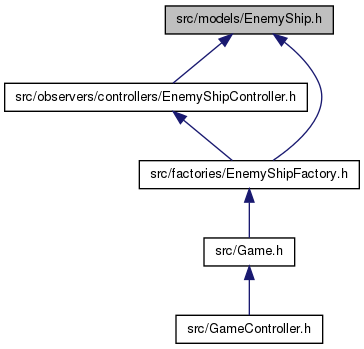 src/models/EnemyShip.h
src/observers/controllers/EnemyShipController.h
src/factories/EnemyShipFactory.h
src/Game.h
src/GameController.h